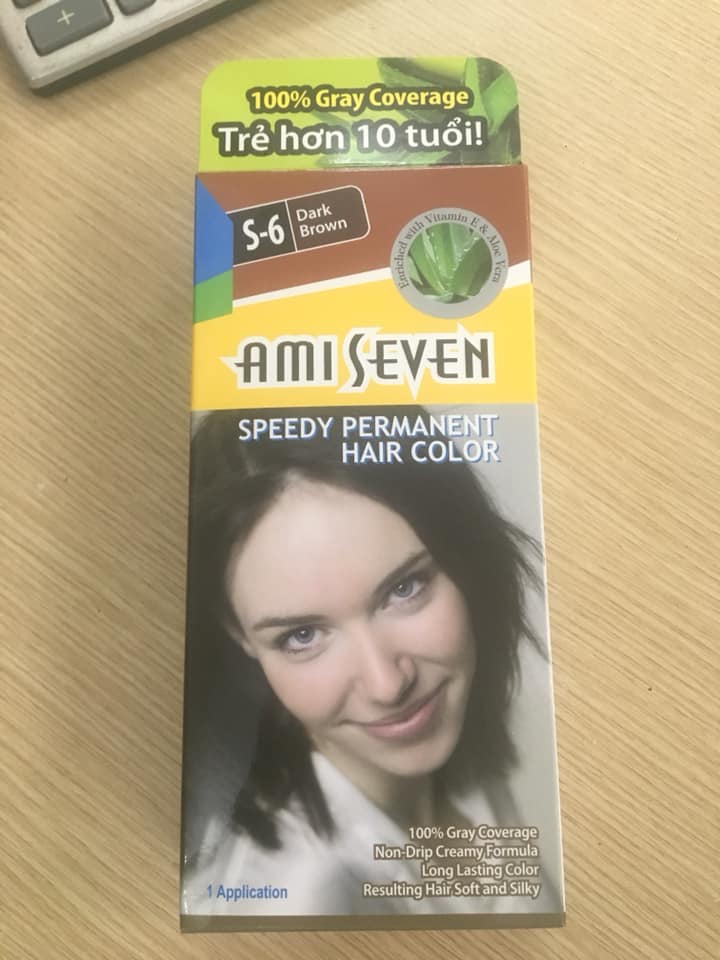 +
100% Gray Coverage
Trẻ hơn 10 tuổi!
S-6
Dark
Brown
Enriched with Vitamin E & Aloe Vera
AMI SEVEN
SPEEDY PERMANENT
HAIR COLOR
100% Gray Coverage
Non-Drip Creamy Formula
Long Lasting Color
Resulting Hair Soft and Silky
1 Application